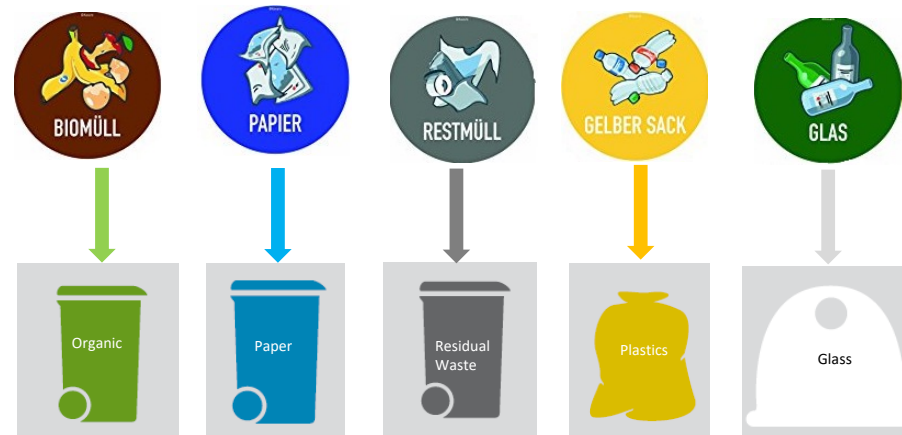 BIOMÜLL
PAPIER
RESTMÜLL
GELBER SACK
GLAS
Organic
Paper
Residual
Waste
Plastics
Glass